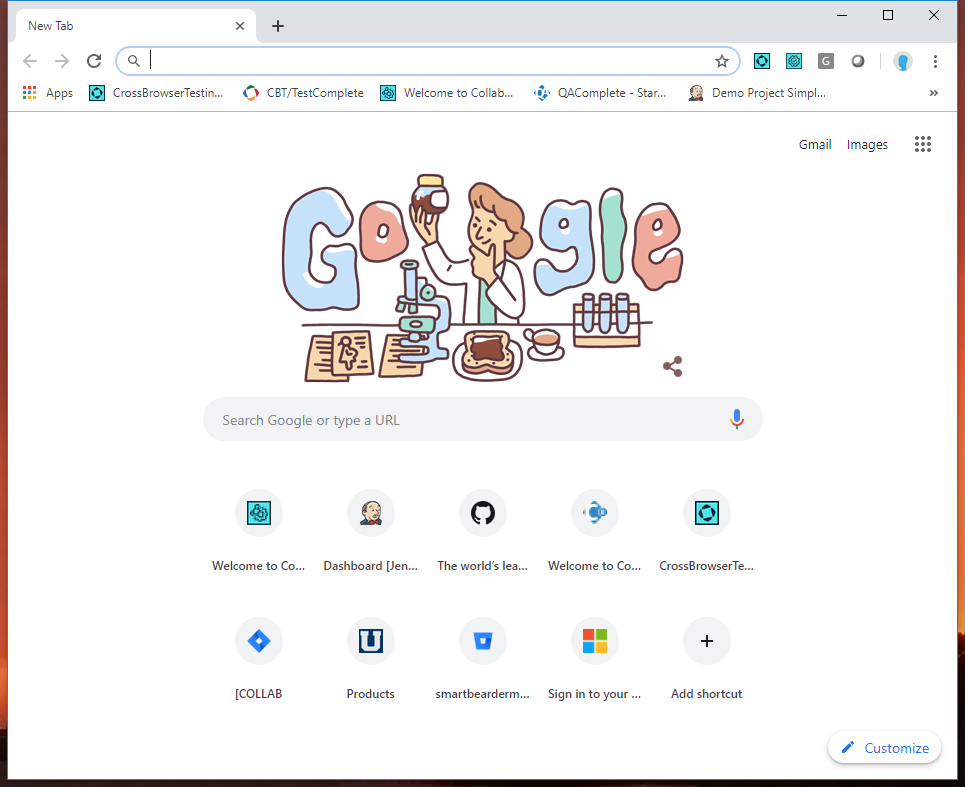 New Tab
Apps CrossBrowserTestin... CBT/TestComplete Welcome to Collab... QAComplete - Star... Demo Project Simpl... »
Gmail Images
Google
Search Google or type a URL
Welcome to Co... Dashboard [Jen... The world's lea... Welcome to Co... CrossBrowserTe...
[COLLAB Products smartbearderm... Sign in to your ... Add shortcut
Customize